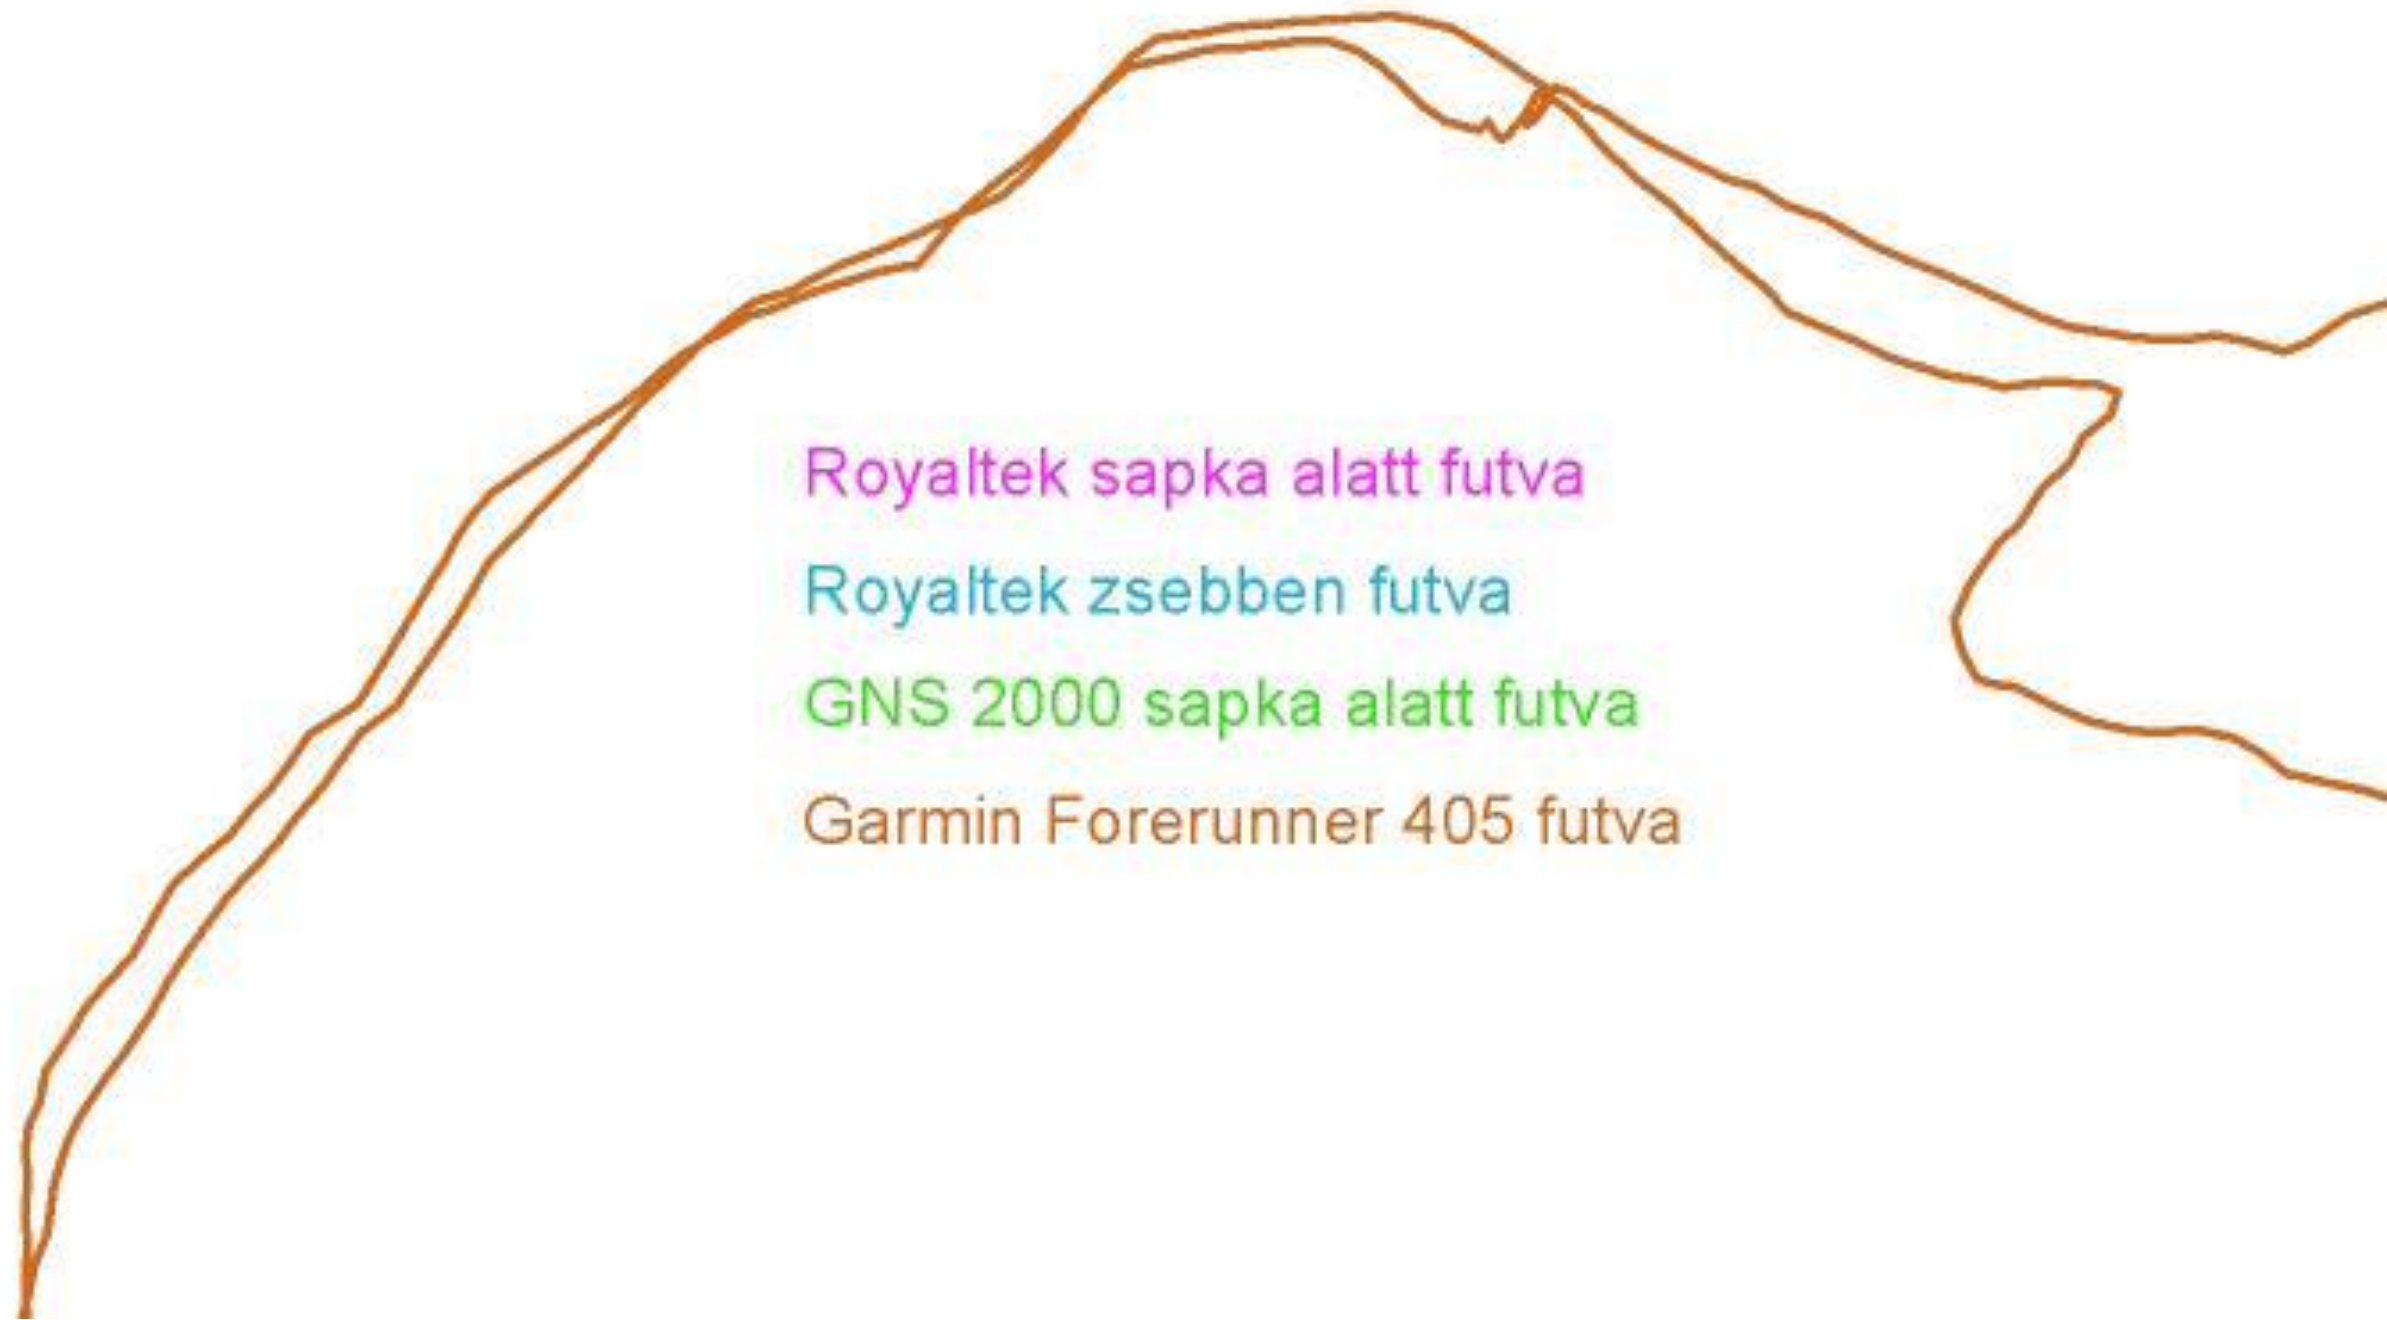 Royaltek sapka alatt futva
Royaltek zsebben futva
GNS 2000 sapka alatt futva
Garmin Forerunner 405 futva